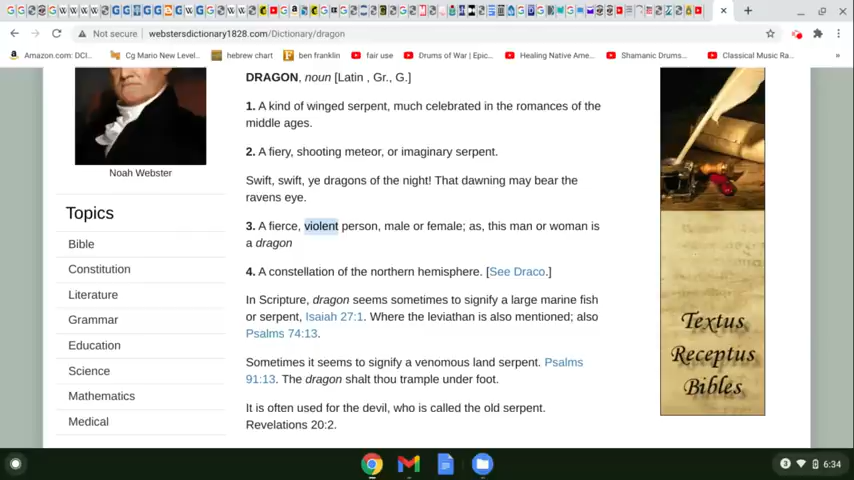 Not secure | webstersdictionary1828.com/Dictionary/dragon
Amazon.com: DCI... Cg Mario New Level... hebrew chart ben franklin fair use Drums of War | Epic... Healing Native Ame... Shamanic Drums... Classical Music Ra... »
DRAGON, noun [Latin , Gr., G.]
1. A kind of winged serpent, much celebrated in the romances of the
middle ages.
2. A fiery, shooting meteor, or imaginary serpent.
Swift, swift, ye dragons of the night! That dawning may bear the
ravens eye.
3. A fierce, violent person, male or female; as, this man or woman is
a dragon
4. A constellation of the northern hemisphere. [See Draco.]
In Scripture, dragon seems sometimes to signify a large marine fish
or serpent, Isaiah 27:1. Where the leviathan is also mentioned; also
Psalms 74:13.
Sometimes it seems to signify a venomous land serpent. Psalms
91:13. The dragon shalt thou trample under foot.
It is often used for the devil, who is called the old serpent.
Revelations 20:2.
Noah Webster
Topics
Bible
Constitution
Literature
Grammar
Education
Science
Mathematics
Medical
Textus
Receptus
Bibles
3 6:34